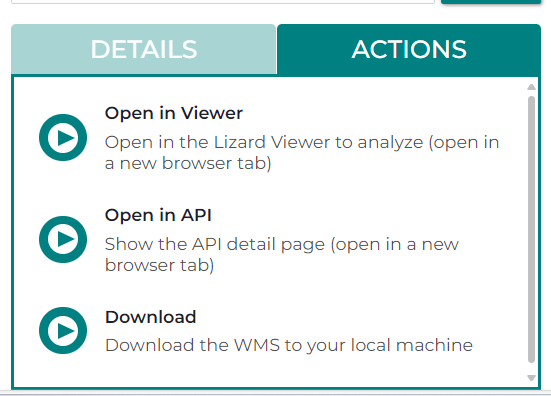 DETAILS
ACTIONS
Open in Viewer
Open in the Lizard Viewer to analyze (open in
a new browser tab)
Open in API
Show the API detail page (open in a new
browser tab)
Download
Download the WMS to your local machine